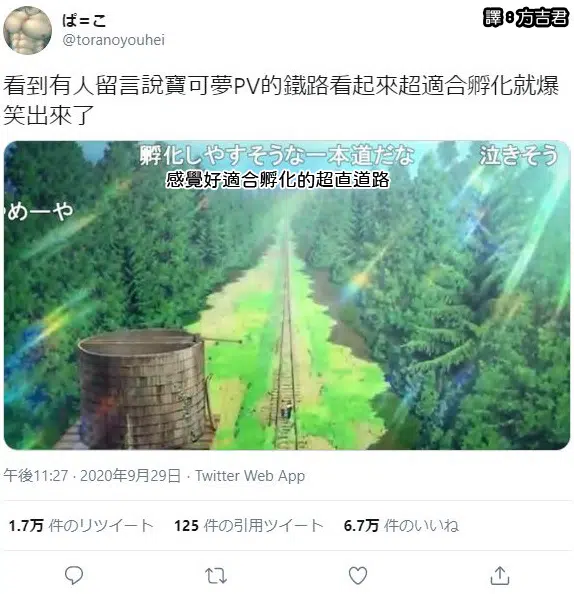 譯:方吉君
ぱ=こ
@toranoyouhei
看到有人留言說寶可夢PV的鐵路看起來超適合孵化就爆
笑出來了
孵化しやすそうな一本道だな 泣きそう
感覺好適合孵化的超直道路
やめーや
午後11:27 · 2020年9月29日 · Twitter Web App
1.7万 件のリツイート 125 件の引用ツイート 6.7万 件のいいね